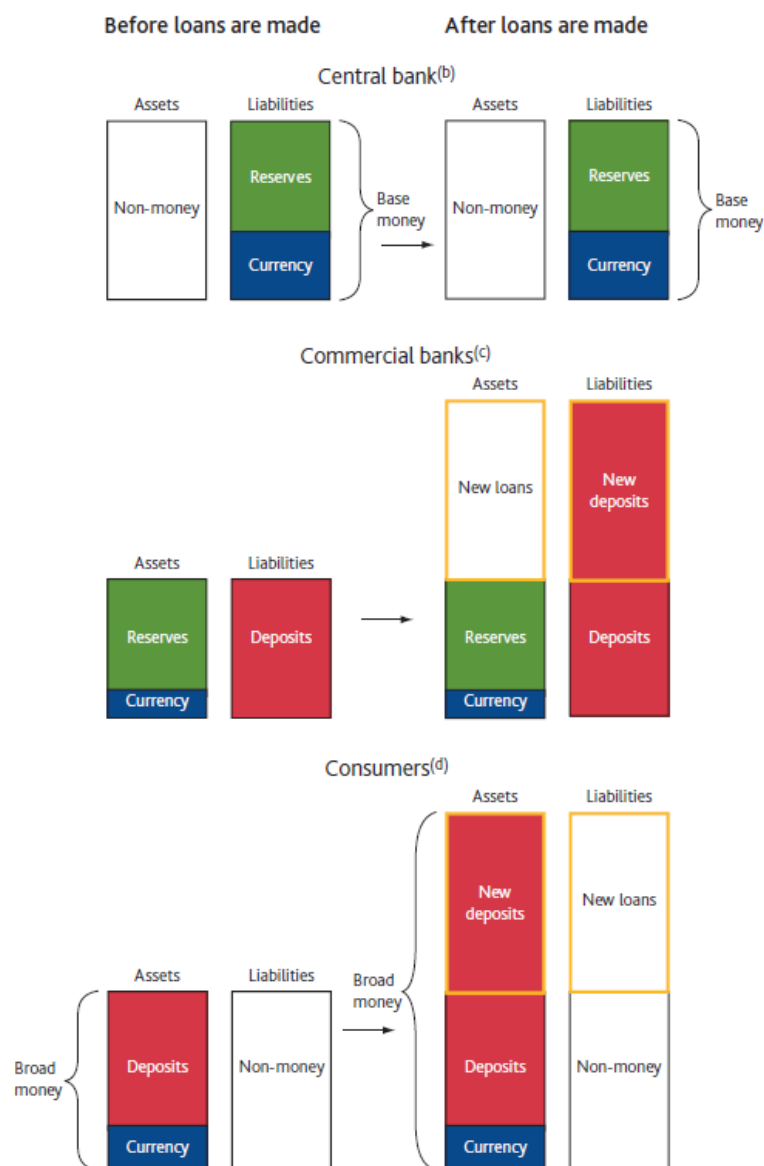 Before loans are made After loans are made
Central bank(b)
Assets Liabilities Assets Liabilities
Reserves Reserves
Non-money Base money Non-money Base money
Currency Currency
Commercial banks(c)
Assets Liabilities
New loans New deposits
Assets Liabilities
Reserves Deposits Reserves Deposits
Currency Currency
Consumers(d)
Assets Liabilities
New deposits New loans
Assets Liabilities Broad money
Broad money Deposits Non-money Deposits Non-money
Currency Currency